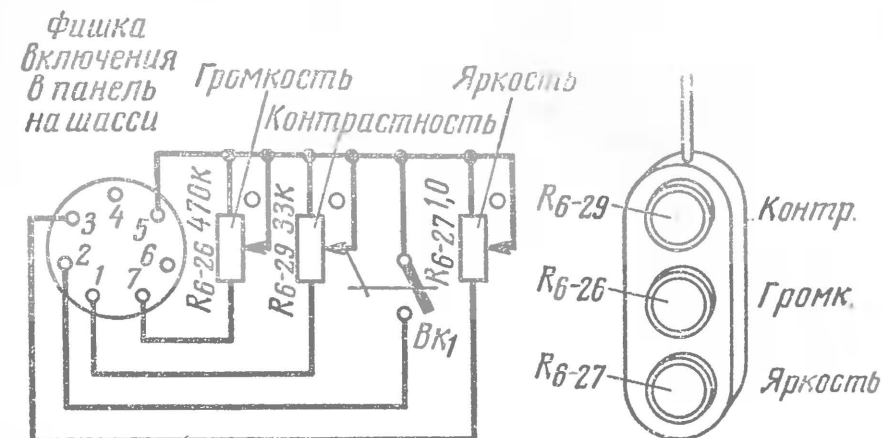 Фишка
включения
в панель
на шасси
Громкость
Яркость
Контрастность
3
4
5
2
1
7
6
R6-26 470к
R6-29 33к
R6-27 1,0
Вк1
R6-29
Контр.
R6-26
Громк.
R6-27
Яркость